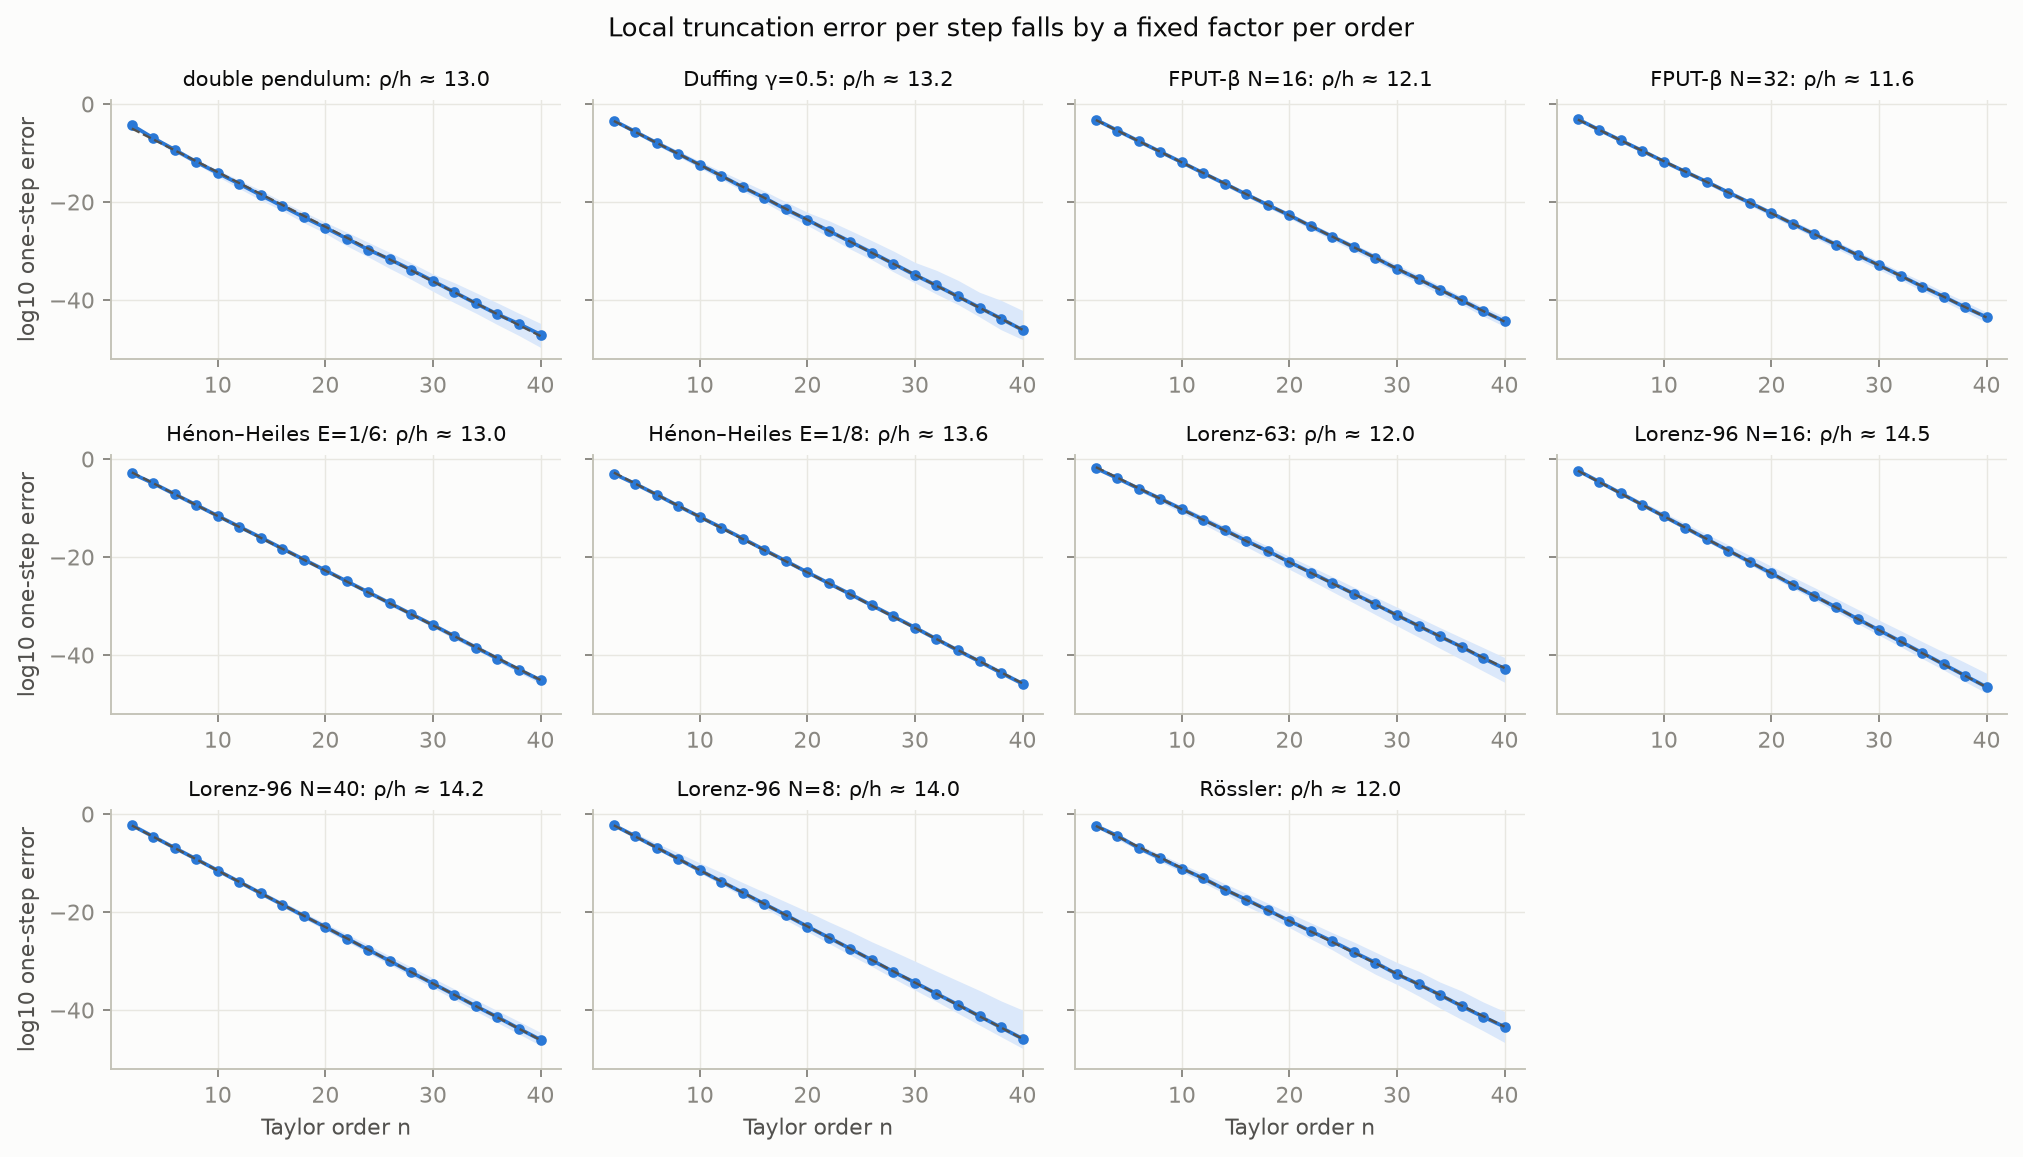 Local truncation error per step falls by a fixed factor per order
double pendulum: ρ/h ≈ 13.0
Duffing γ=0.5: ρ/h ≈ 13.2
FPUT-β N=16: ρ/h ≈ 12.1
FPUT-β N=32: ρ/h ≈ 11.6
log10 one-step error
0
−20
−40
10 20 30 40
10 20 30 40
10 20 30 40
10 20 30 40
Hénon–Heiles E=1/6: ρ/h ≈ 13.0
Hénon–Heiles E=1/8: ρ/h ≈ 13.6
Lorenz-63: ρ/h ≈ 12.0
Lorenz-96 N=16: ρ/h ≈ 14.5
log10 one-step error
0
−20
−40
10 20 30 40
10 20 30 40
10 20 30 40
10 20 30 40
Lorenz-96 N=40: ρ/h ≈ 14.2
Lorenz-96 N=8: ρ/h ≈ 14.0
Rössler: ρ/h ≈ 12.0
log10 one-step error
0
−20
−40
10 20 30 40
10 20 30 40
10 20 30 40
Taylor order n
Taylor order n
Taylor order n